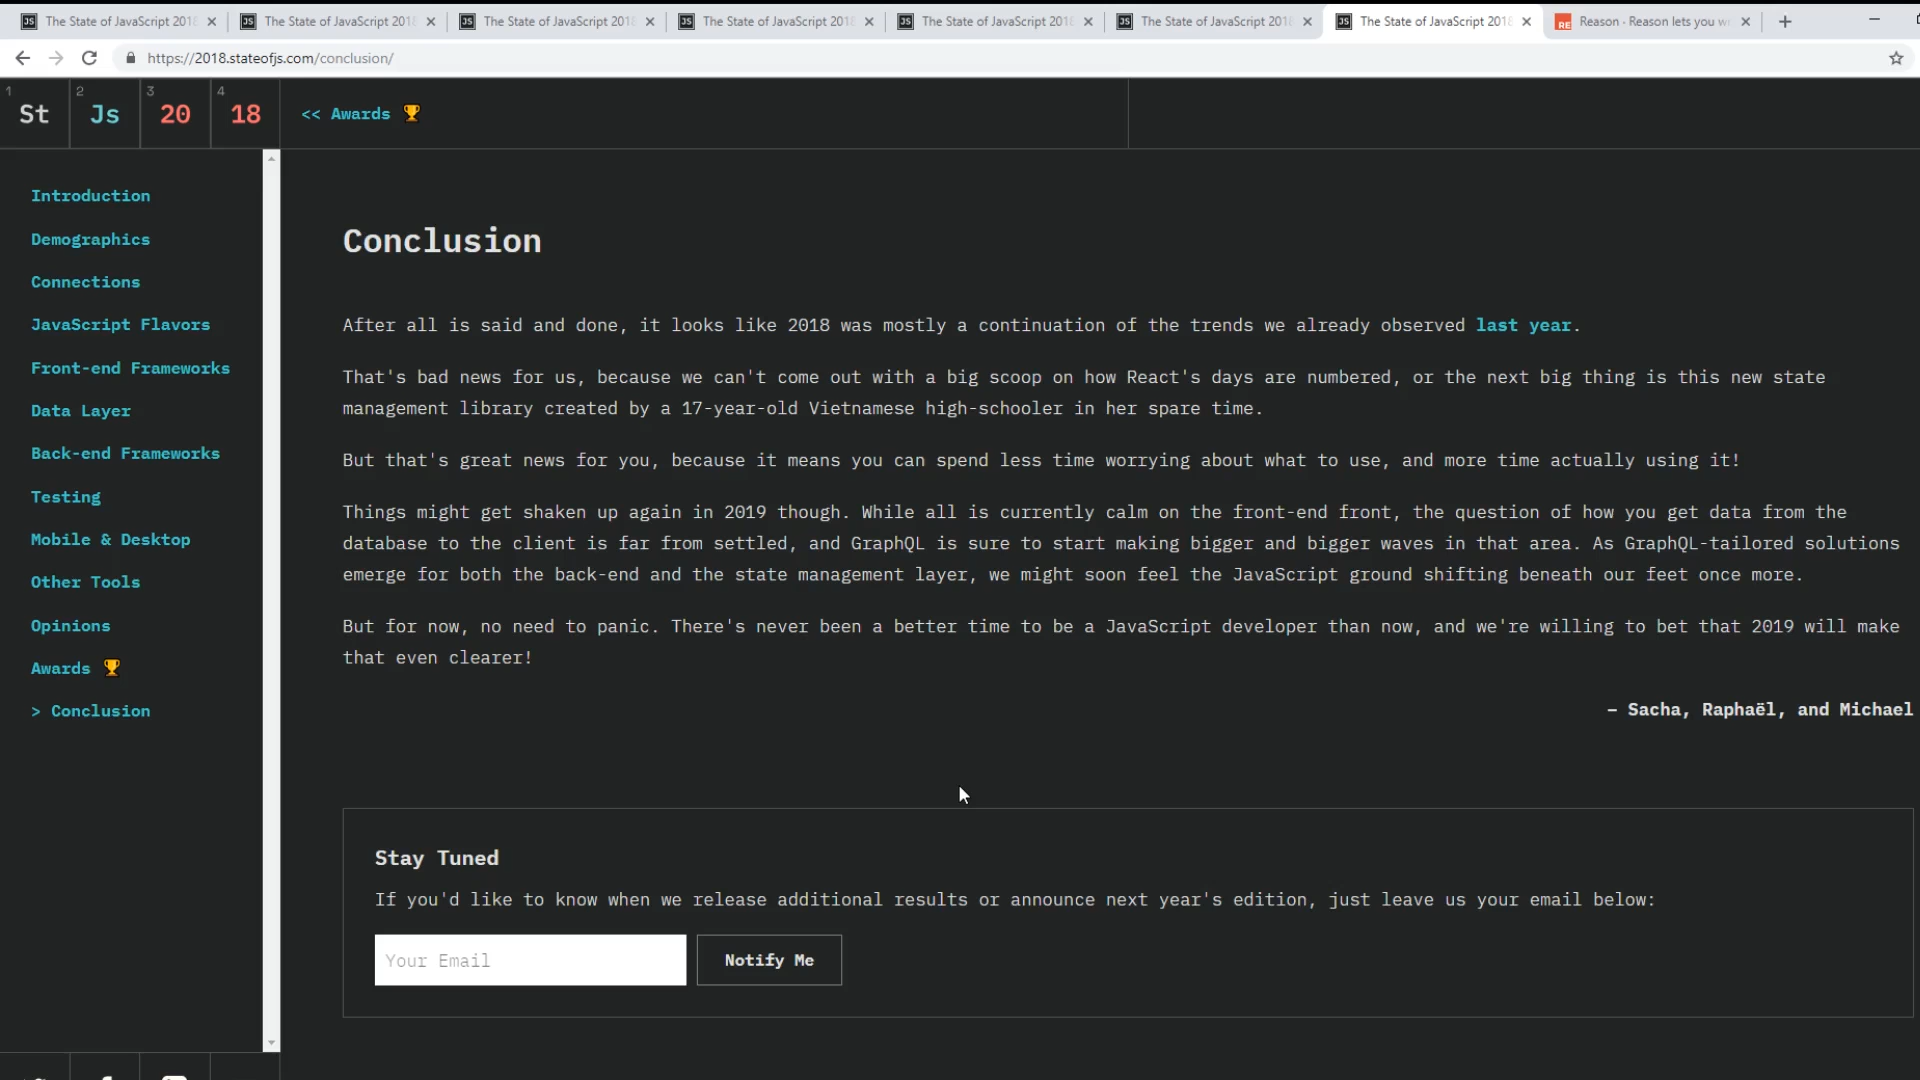 The State of JavaScript 2018
The State of JavaScript 2018
The State of JavaScript 2018
The State of JavaScript 2018
The State of JavaScript 2018
The State of JavaScript 2018
The State of JavaScript 2018
Reason · Reason lets you w
https://2018.stateofjs.com/conclusion/
1 St
2 Js
3 20
4 18
<< Awards 🏆
Introduction
Demographics
Connections
JavaScript Flavors
Front-end Frameworks
Data Layer
Back-end Frameworks
Testing
Mobile & Desktop
Other Tools
Opinions
Awards 🏆
> Conclusion
Conclusion
After all is said and done, it looks like 2018 was mostly a continuation of the trends we already observed last year.
That's bad news for us, because we can't come out with a big scoop on how React's days are numbered, or the next big thing is this new state
management library created by a 17-year-old Vietnamese high-schooler in her spare time.
But that's great news for you, because it means you can spend less time worrying about what to use, and more time actually using it!
Things might get shaken up again in 2019 though. While all is currently calm on the front-end front, the question of how you get data from the
database to the client is far from settled, and GraphQL is sure to start making bigger and bigger waves in that area. As GraphQL-tailored solutions
emerge for both the back-end and the state management layer, we might soon feel the JavaScript ground shifting beneath our feet once more.
But for now, no need to panic. There's never been a better time to be a JavaScript developer than now, and we're willing to bet that 2019 will make
that even clearer!
– Sacha, Raphaël, and Michael
Stay Tuned
If you'd like to know when we release additional results or announce next year's edition, just leave us your email below:
Your Email
Notify Me